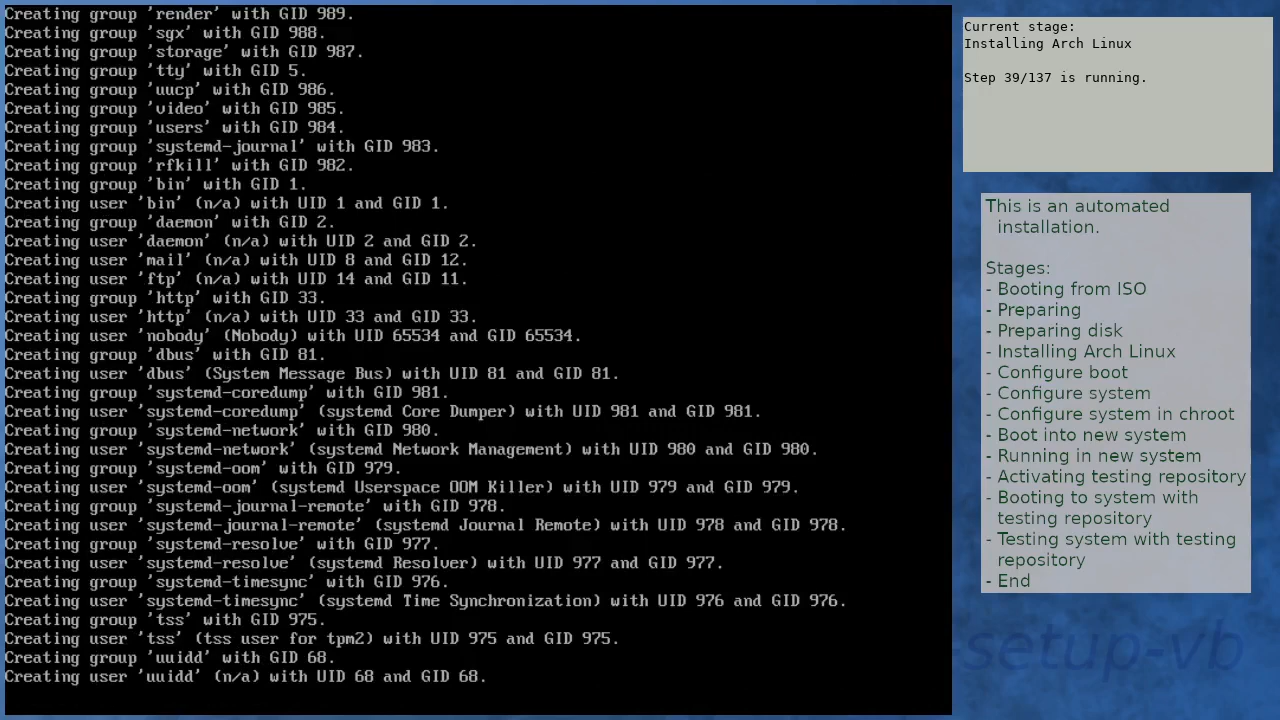 Creating group 'render' with GID 989.
Creating group 'sgx' with GID 988.
Creating group 'storage' with GID 987.
Creating group 'tty' with GID 5.
Creating group 'uucp' with GID 986.
Creating group 'video' with GID 985.
Creating group 'users' with GID 984.
Creating group 'systemd-journal' with GID 983.
Creating group 'rfkill' with GID 982.
Creating group 'bin' with GID 1.
Creating user 'bin' (n/a) with UID 1 and GID 1.
Creating group 'daemon' with GID 2.
Creating user 'daemon' (n/a) with UID 2 and GID 2.
Creating user 'mail' (n/a) with UID 8 and GID 12.
Creating user 'ftp' (n/a) with UID 14 and GID 11.
Creating group 'http' with GID 33.
Creating user 'http' (n/a) with UID 33 and GID 33.
Creating user 'nobody' (Nobody) with UID 65534 and GID 65534.
Creating group 'dbus' with GID 81.
Creating user 'dbus' (System Message Bus) with UID 81 and GID 81.
Creating group 'systemd-coredump' with GID 981.
Creating user 'systemd-coredump' (systemd Core Dumper) with UID 981 and GID 981.
Creating group 'systemd-network' with GID 980.
Creating user 'systemd-network' (systemd Network Management) with UID 980 and GID 980.
Creating group 'systemd-oom' with GID 979.
Creating user 'systemd-oom' (systemd Userspace OOM Killer) with UID 979 and GID 979.
Creating group 'systemd-journal-remote' with GID 978.
Creating user 'systemd-journal-remote' (systemd Journal Remote) with UID 978 and GID 978.
Creating group 'systemd-resolve' with GID 977.
Creating user 'systemd-resolve' (systemd Resolver) with UID 977 and GID 977.
Creating group 'systemd-timesync' with GID 976.
Creating user 'systemd-timesync' (systemd Time Synchronization) with UID 976 and GID 976.
Creating group 'tss' with GID 975.
Creating user 'tss' (tss user for tpm2) with UID 975 and GID 975.
Creating group 'uuidd' with GID 68.
Creating user 'uuidd' (n/a) with UID 68 and GID 68.
Current stage:
Installing Arch Linux
Step 39/137 is running.
This is an automated
installation.
Stages:
- Booting from ISO
- Preparing
- Preparing disk
- Installing Arch Linux
- Configure boot
- Configure system
- Configure system in chroot
- Boot into new system
- Running in new system
- Activating testing repository
- Booting to system with
testing repository
- Testing system with testing
repository
- End
-setup-vb